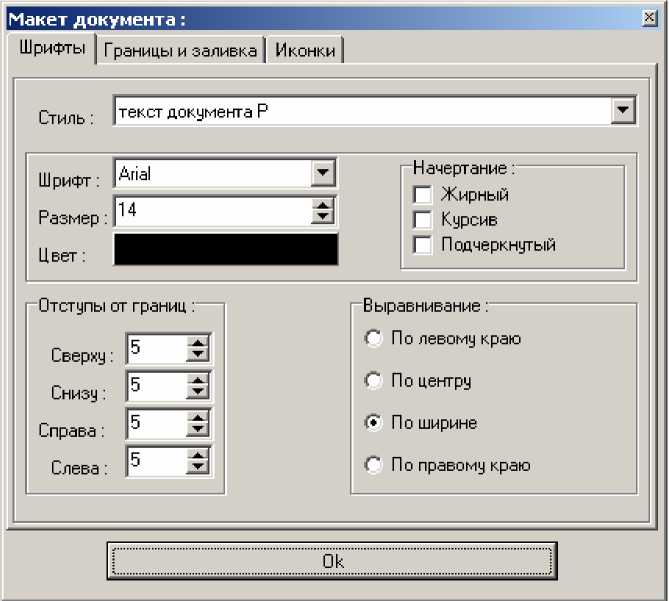 Макет документа :
Шрифты Границы и заливка Иконки
Стиль : текст документа P
Шрифт : Arial
Размер : 14
Цвет :
Начертание :
Жирный
Курсив
Подчеркнутый
Отступы от границ :
Сверху : 5
Снизу : 5
Справа : 5
Слева : 5
Выравнивание :
По левому краю
По центру
По ширине
По правому краю
Ok